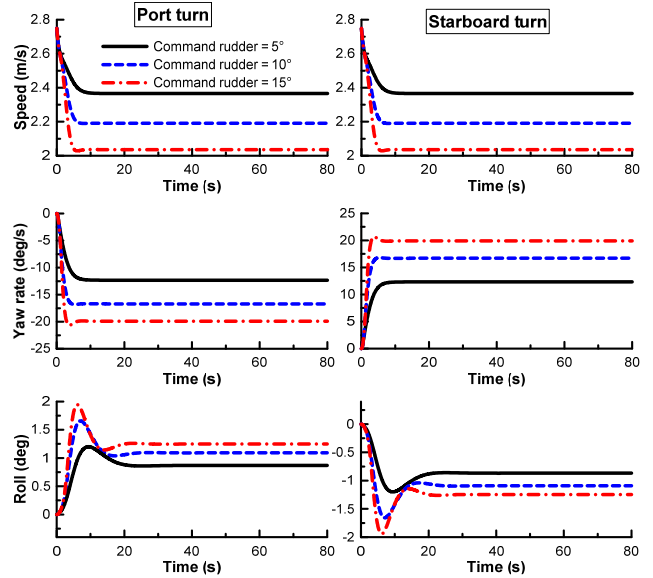 Port turn
Starboard turn
Speed (m/s)
2.8
2.6
2.4
2.2
2
Command rudder = 5°
Command rudder = 10°
Command rudder = 15°
0 20 40 60 80
Time (s)
2.8
2.6
2.4
2.2
2
0 20 40 60 80
Time (s)
Yaw rate (deg/s)
0
-5
-10
-15
-20
-25
0 20 40 60 80
Time (s)
25
20
15
10
5
0
0 20 40 60 80
Time (s)
Roll (deg)
2
1.5
1
0.5
0
0 20 40 60 80
Time (s)
0
-0.5
-1
-1.5
-2
0 20 40 60 80
Time (s)